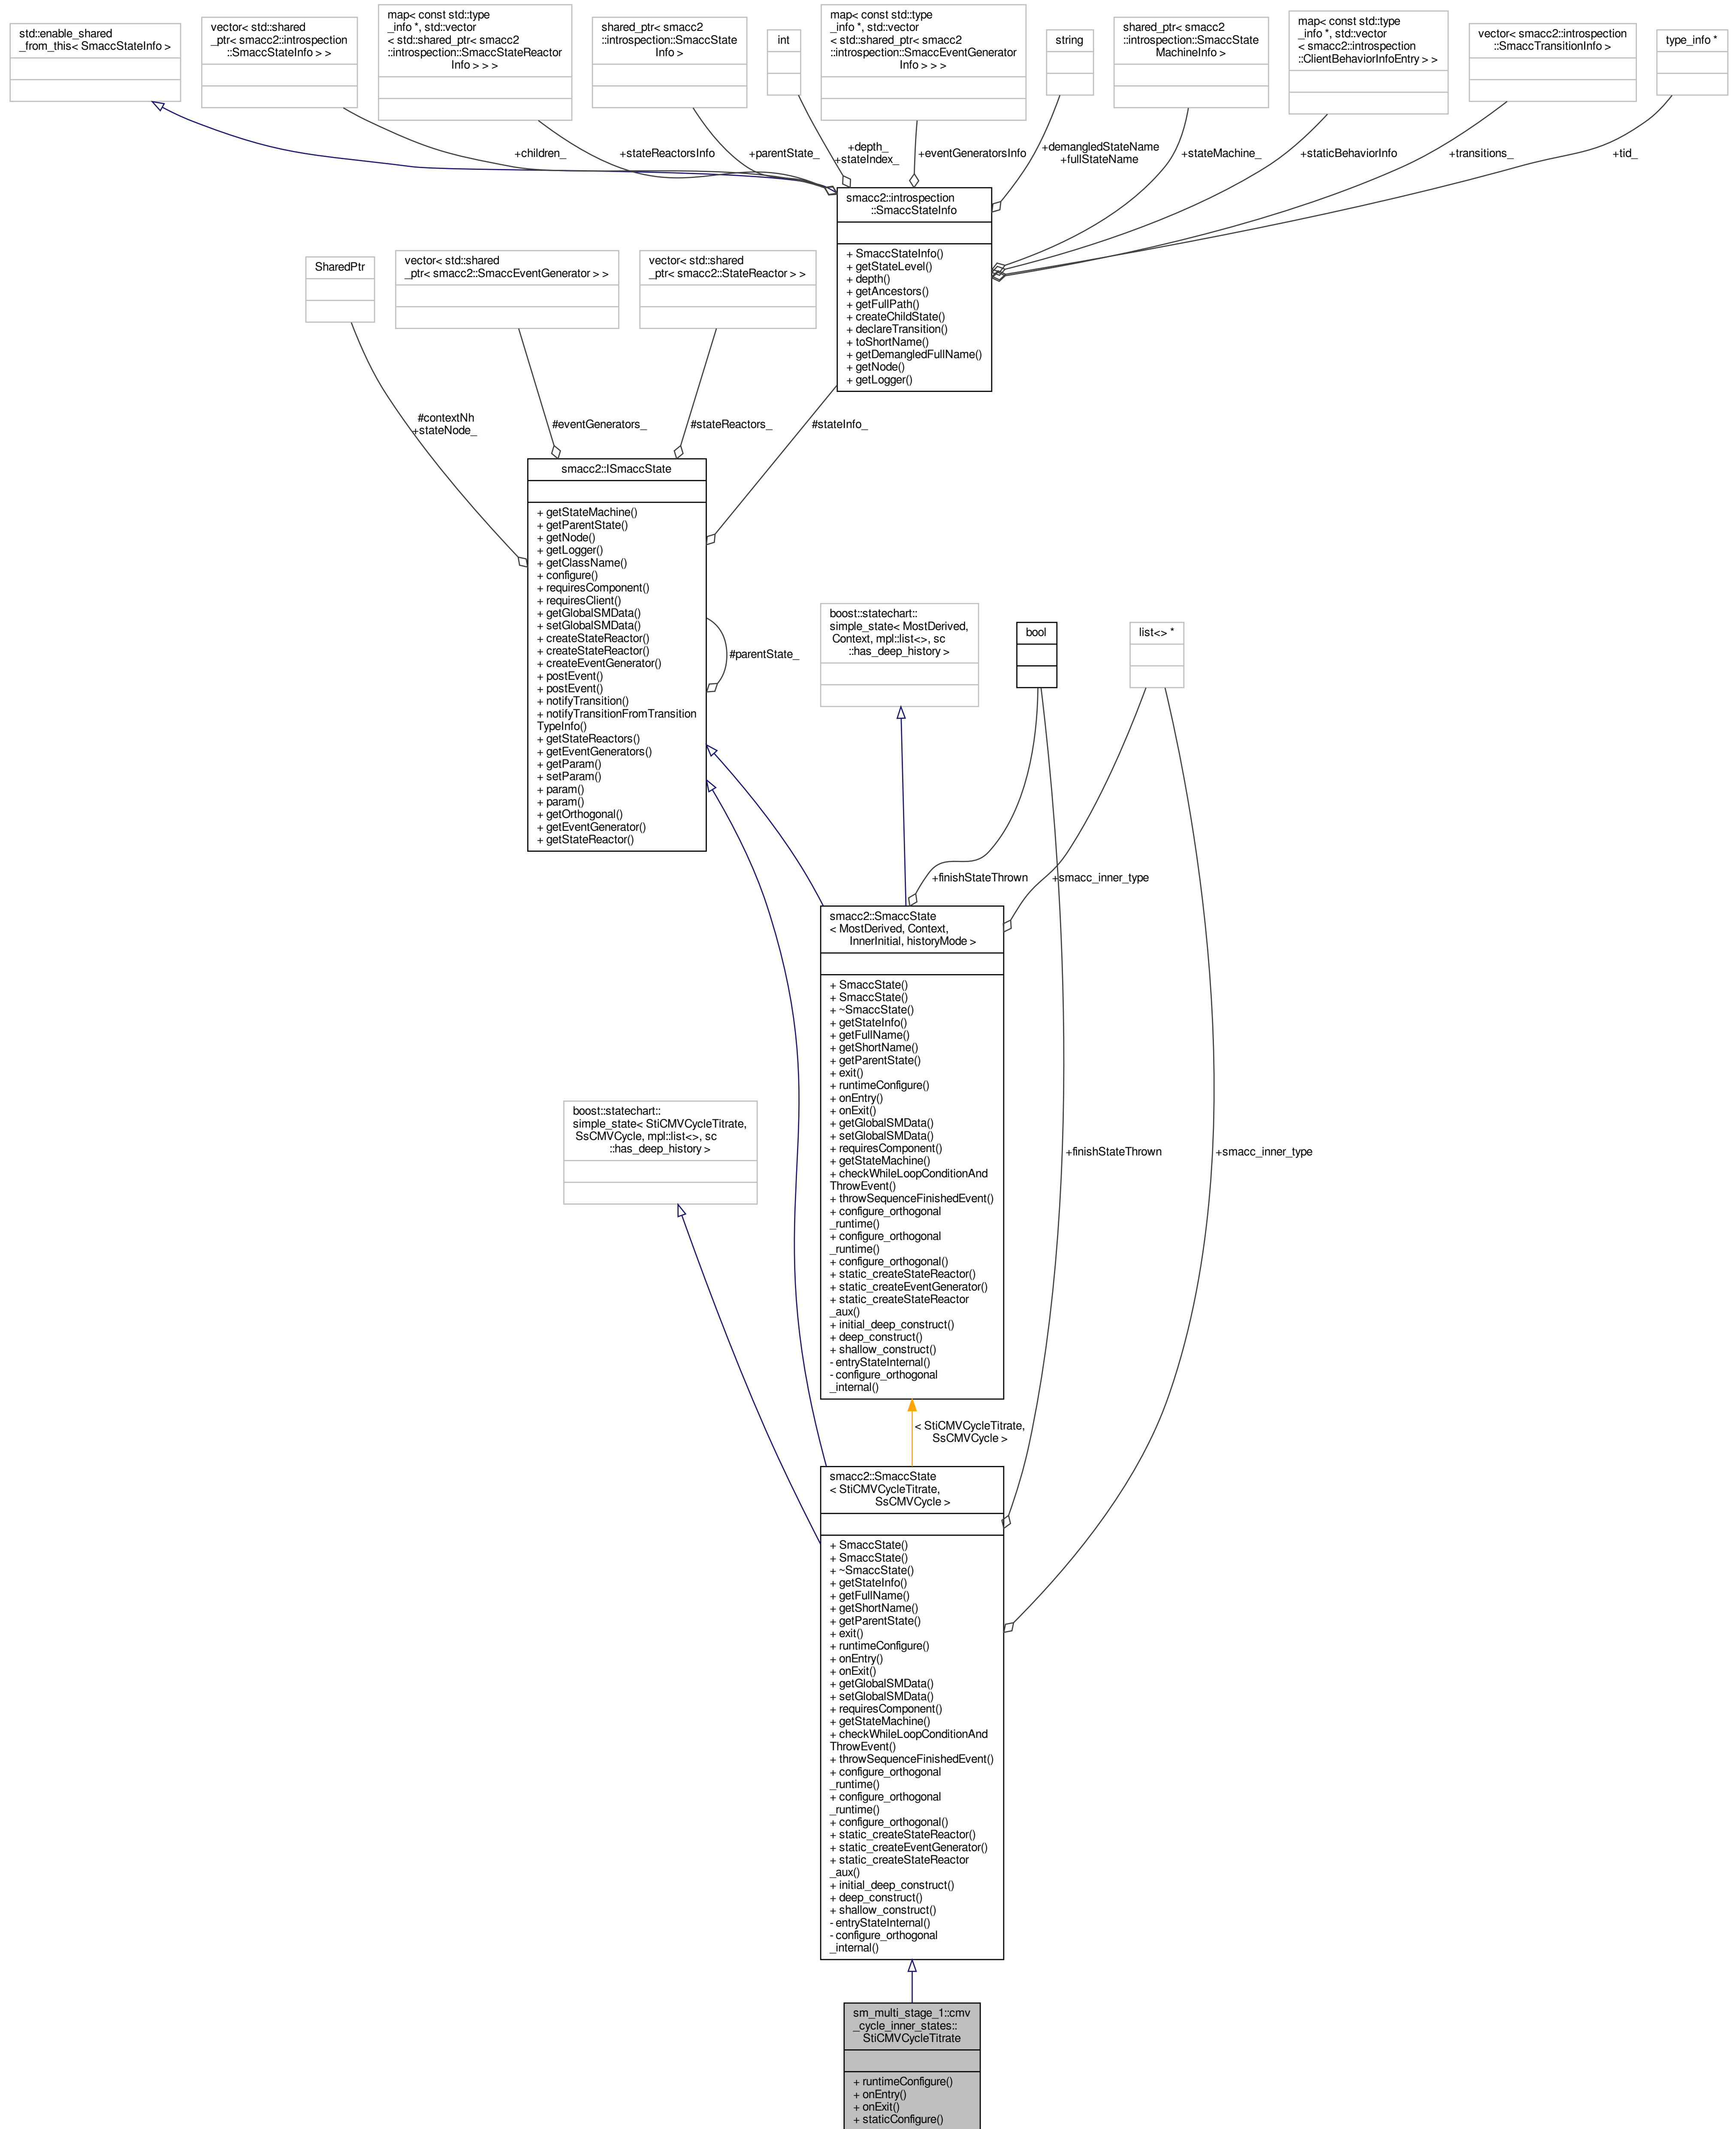 std::enable_shared
_from_this< SmaccStateInfo >
vector< std::shared
_ptr< smacc2::introspection
::SmaccStateInfo > >
map< const std::type
_info *, std::vector
< std::shared_ptr< smacc2
::introspection::SmaccStateReactor
Info > > >
shared_ptr< smacc2
::introspection::SmaccState
Info >
int
map< const std::type
_info *, std::vector
< std::shared_ptr< smacc2
::introspection::SmaccEventGenerator
Info > > >
string
shared_ptr< smacc2
::introspection::SmaccState
MachineInfo >
map< const std::type
_info *, std::vector
< smacc2::introspection
::ClientBehaviorInfoEntry > >
vector< smacc2::introspection
::SmaccTransitionInfo >
type_info *
+children_
+stateReactorsInfo
+parentState_
+depth_
+stateIndex_
+eventGeneratorsInfo
+demangledStateName
+fullStateName
+stateMachine_
+staticBehaviorInfo
+transitions_
+tid_
smacc2::introspection
::SmaccStateInfo
+ SmaccStateInfo()
+ getStateLevel()
+ depth()
+ getAncestors()
+ getFullPath()
+ createChildState()
+ declareTransition()
+ toShortName()
+ getDemangledFullName()
+ getNode()
+ getLogger()
SharedPtr
vector< std::shared
_ptr< smacc2::SmaccEventGenerator > >
vector< std::shared
_ptr< smacc2::StateReactor > >
#contextNh
+stateNode_
#eventGenerators_
#stateReactors_
#stateInfo_
smacc2::ISmaccState
+ getStateMachine()
+ getParentState()
+ getNode()
+ getLogger()
+ getClassName()
+ configure()
+ requiresComponent()
+ requiresClient()
+ getGlobalSMData()
+ setGlobalSMData()
+ createStateReactor()
+ createStateReactor()
+ createEventGenerator()
+ postEvent()
+ postEvent()
+ notifyTransition()
+ notifyTransitionFromTransition
TypeInfo()
+ getStateReactors()
+ getEventGenerators()
+ getParam()
+ setParam()
+ param()
+ param()
+ getOrthogonal()
+ getEventGenerator()
+ getStateReactor()
#parentState_
boost::statechart::
simple_state< MostDerived,
Context, mpl::list<>, sc
::has_deep_history >
bool
list<> *
+finishStateThrown
+smacc_inner_type
smacc2::SmaccState
< MostDerived, Context,
InnerInitial, historyMode >
+ SmaccState()
+ SmaccState()
+ ~SmaccState()
+ getStateInfo()
+ getFullName()
+ getShortName()
+ getParentState()
+ exit()
+ runtimeConfigure()
+ onEntry()
+ onExit()
+ getGlobalSMData()
+ setGlobalSMData()
+ requiresComponent()
+ getStateMachine()
+ checkWhileLoopConditionAnd
ThrowEvent()
+ throwSequenceFinishedEvent()
+ configure_orthogonal
_runtime()
+ configure_orthogonal
_runtime()
+ configure_orthogonal()
+ static_createStateReactor()
+ static_createEventGenerator()
+ static_createStateReactor
_aux()
+ initial_deep_construct()
+ deep_construct()
+ shallow_construct()
- entryStateInternal()
- configure_orthogonal
_internal()
boost::statechart::
simple_state< StiCMVCycleTitrate,
SsCMVCycle, mpl::list<>, sc
::has_deep_history >
+finishStateThrown
+smacc_inner_type
< StiCMVCycleTitrate,
SsCMVCycle >
smacc2::SmaccState
< StiCMVCycleTitrate,
SsCMVCycle >
+ SmaccState()
+ SmaccState()
+ ~SmaccState()
+ getStateInfo()
+ getFullName()
+ getShortName()
+ getParentState()
+ exit()
+ runtimeConfigure()
+ onEntry()
+ onExit()
+ getGlobalSMData()
+ setGlobalSMData()
+ requiresComponent()
+ getStateMachine()
+ checkWhileLoopConditionAnd
ThrowEvent()
+ throwSequenceFinishedEvent()
+ configure_orthogonal
_runtime()
+ configure_orthogonal
_runtime()
+ configure_orthogonal()
+ static_createStateReactor()
+ static_createEventGenerator()
+ static_createStateReactor
_aux()
+ initial_deep_construct()
+ deep_construct()
+ shallow_construct()
- entryStateInternal()
- configure_orthogonal
_internal()
sm_multi_stage_1::cmv
_cycle_inner_states::
StiCMVCycleTitrate
+ runtimeConfigure()
+ onEntry()
+ onExit()
+ staticConfigure()